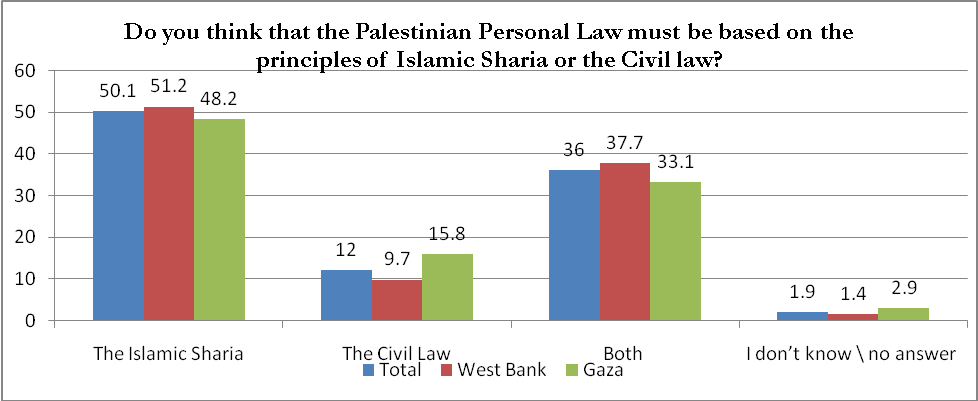 Do you think that the Palestinian Personal Law must be based on the
principles of Islamic Sharia or the Civil law?
60
50
40
30
20
10
0
50.1 51.2 48.2
12 9.7 15.8
36 37.7 33.1
1.9 1.4 2.9
The Islamic Sharia The Civil Law Both I don't know \ no answer
Total West Bank Gaza